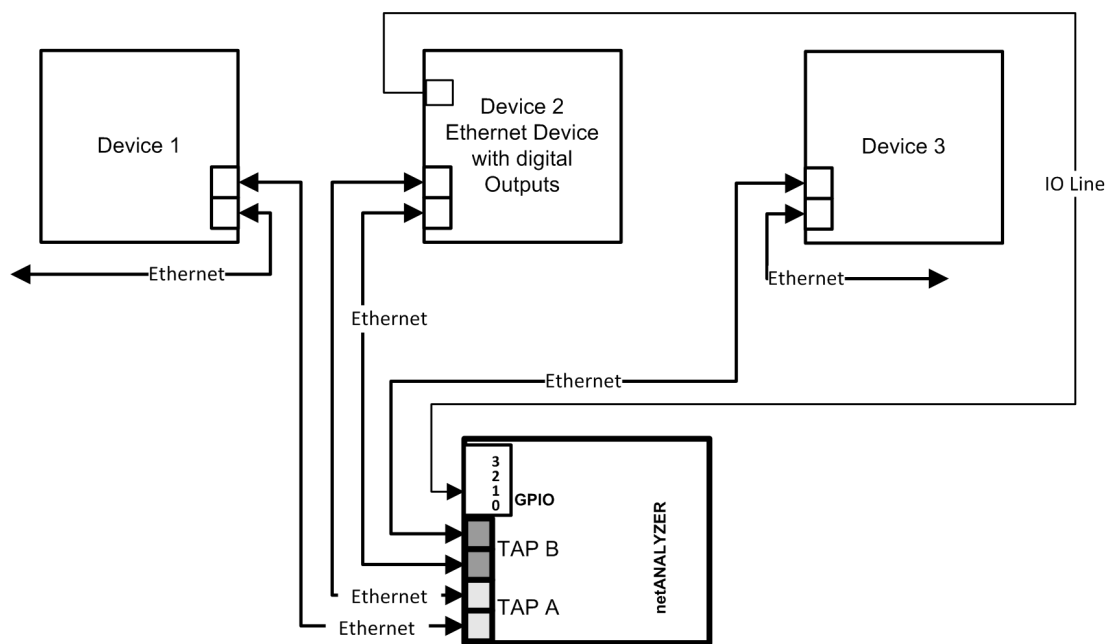 Device 1
Device 2
Ethernet Device
with digital
Outputs
Device 3
IO Line
Ethernet
Ethernet
Ethernet
Ethernet
3
2
1
0
GPIO
TAP B
TAP A
netANALYZER
Ethernet
Ethernet